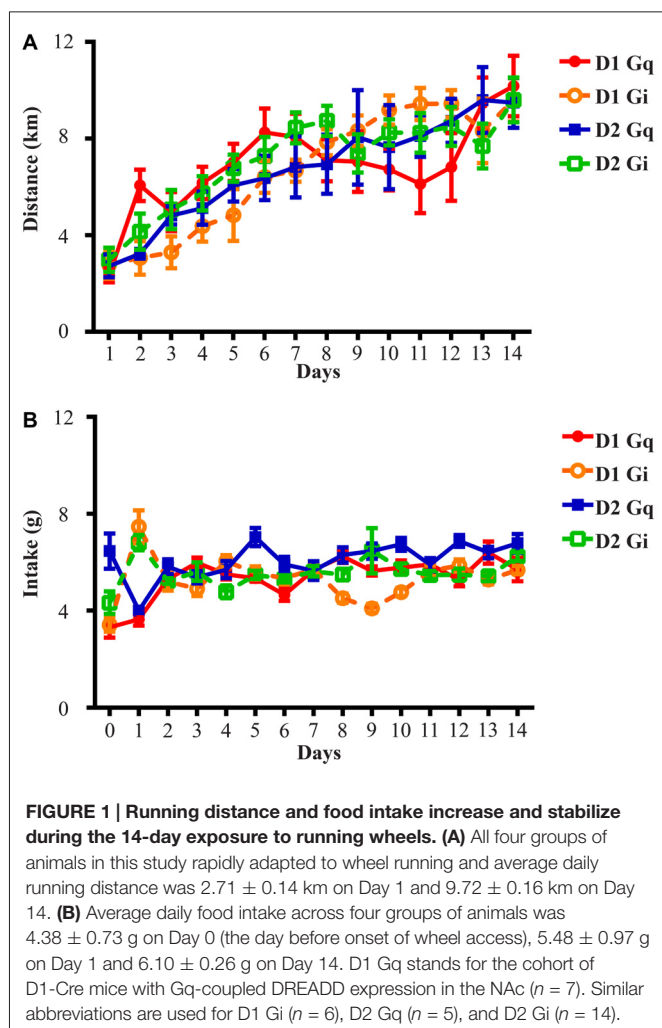 A
12
8
4
0
Distance (km)
1 2 3 4 5 6 7 8 9 10 11 12 13 14
Days
D1 Gq
D1 Gi
D2 Gq
D2 Gi
B
12
8
4
0
Intake (g)
0 1 2 3 4 5 6 7 8 9 10 11 12 13 14
Days
D1 Gq
D1 Gi
D2 Gq
D2 Gi
FIGURE 1 | Running distance and food intake increase and stabilize
during the 14-day exposure to running wheels. (A) All four groups of
animals in this study rapidly adapted to wheel running and average daily
running distance was 2.71 ± 0.14 km on Day 1 and 9.72 ± 0.16 km on Day
14. (B) Average daily food intake across four groups of animals was
4.38 ± 0.73 g on Day 0 (the day before onset of wheel access), 5.48 ± 0.97 g
on Day 1 and 6.10 ± 0.26 g on Day 14. D1 Gq stands for the cohort of
D1-Cre mice with Gq-coupled DREADD expression in the NAc (n = 7). Similar
abbreviations are used for D1 Gi (n = 6), D2 Gq (n = 5), and D2 Gi (n = 14).